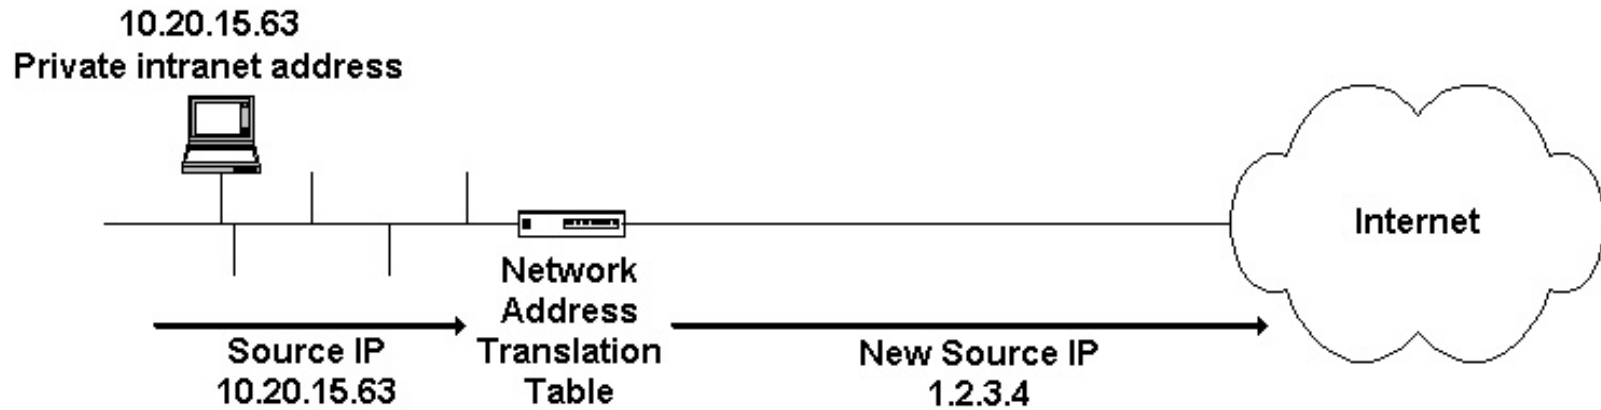 10.20.15.63
Private intranet address
Internet
Network
Address
Translation
Table
Source IP
10.20.15.63
New Source IP
1.2.3.4